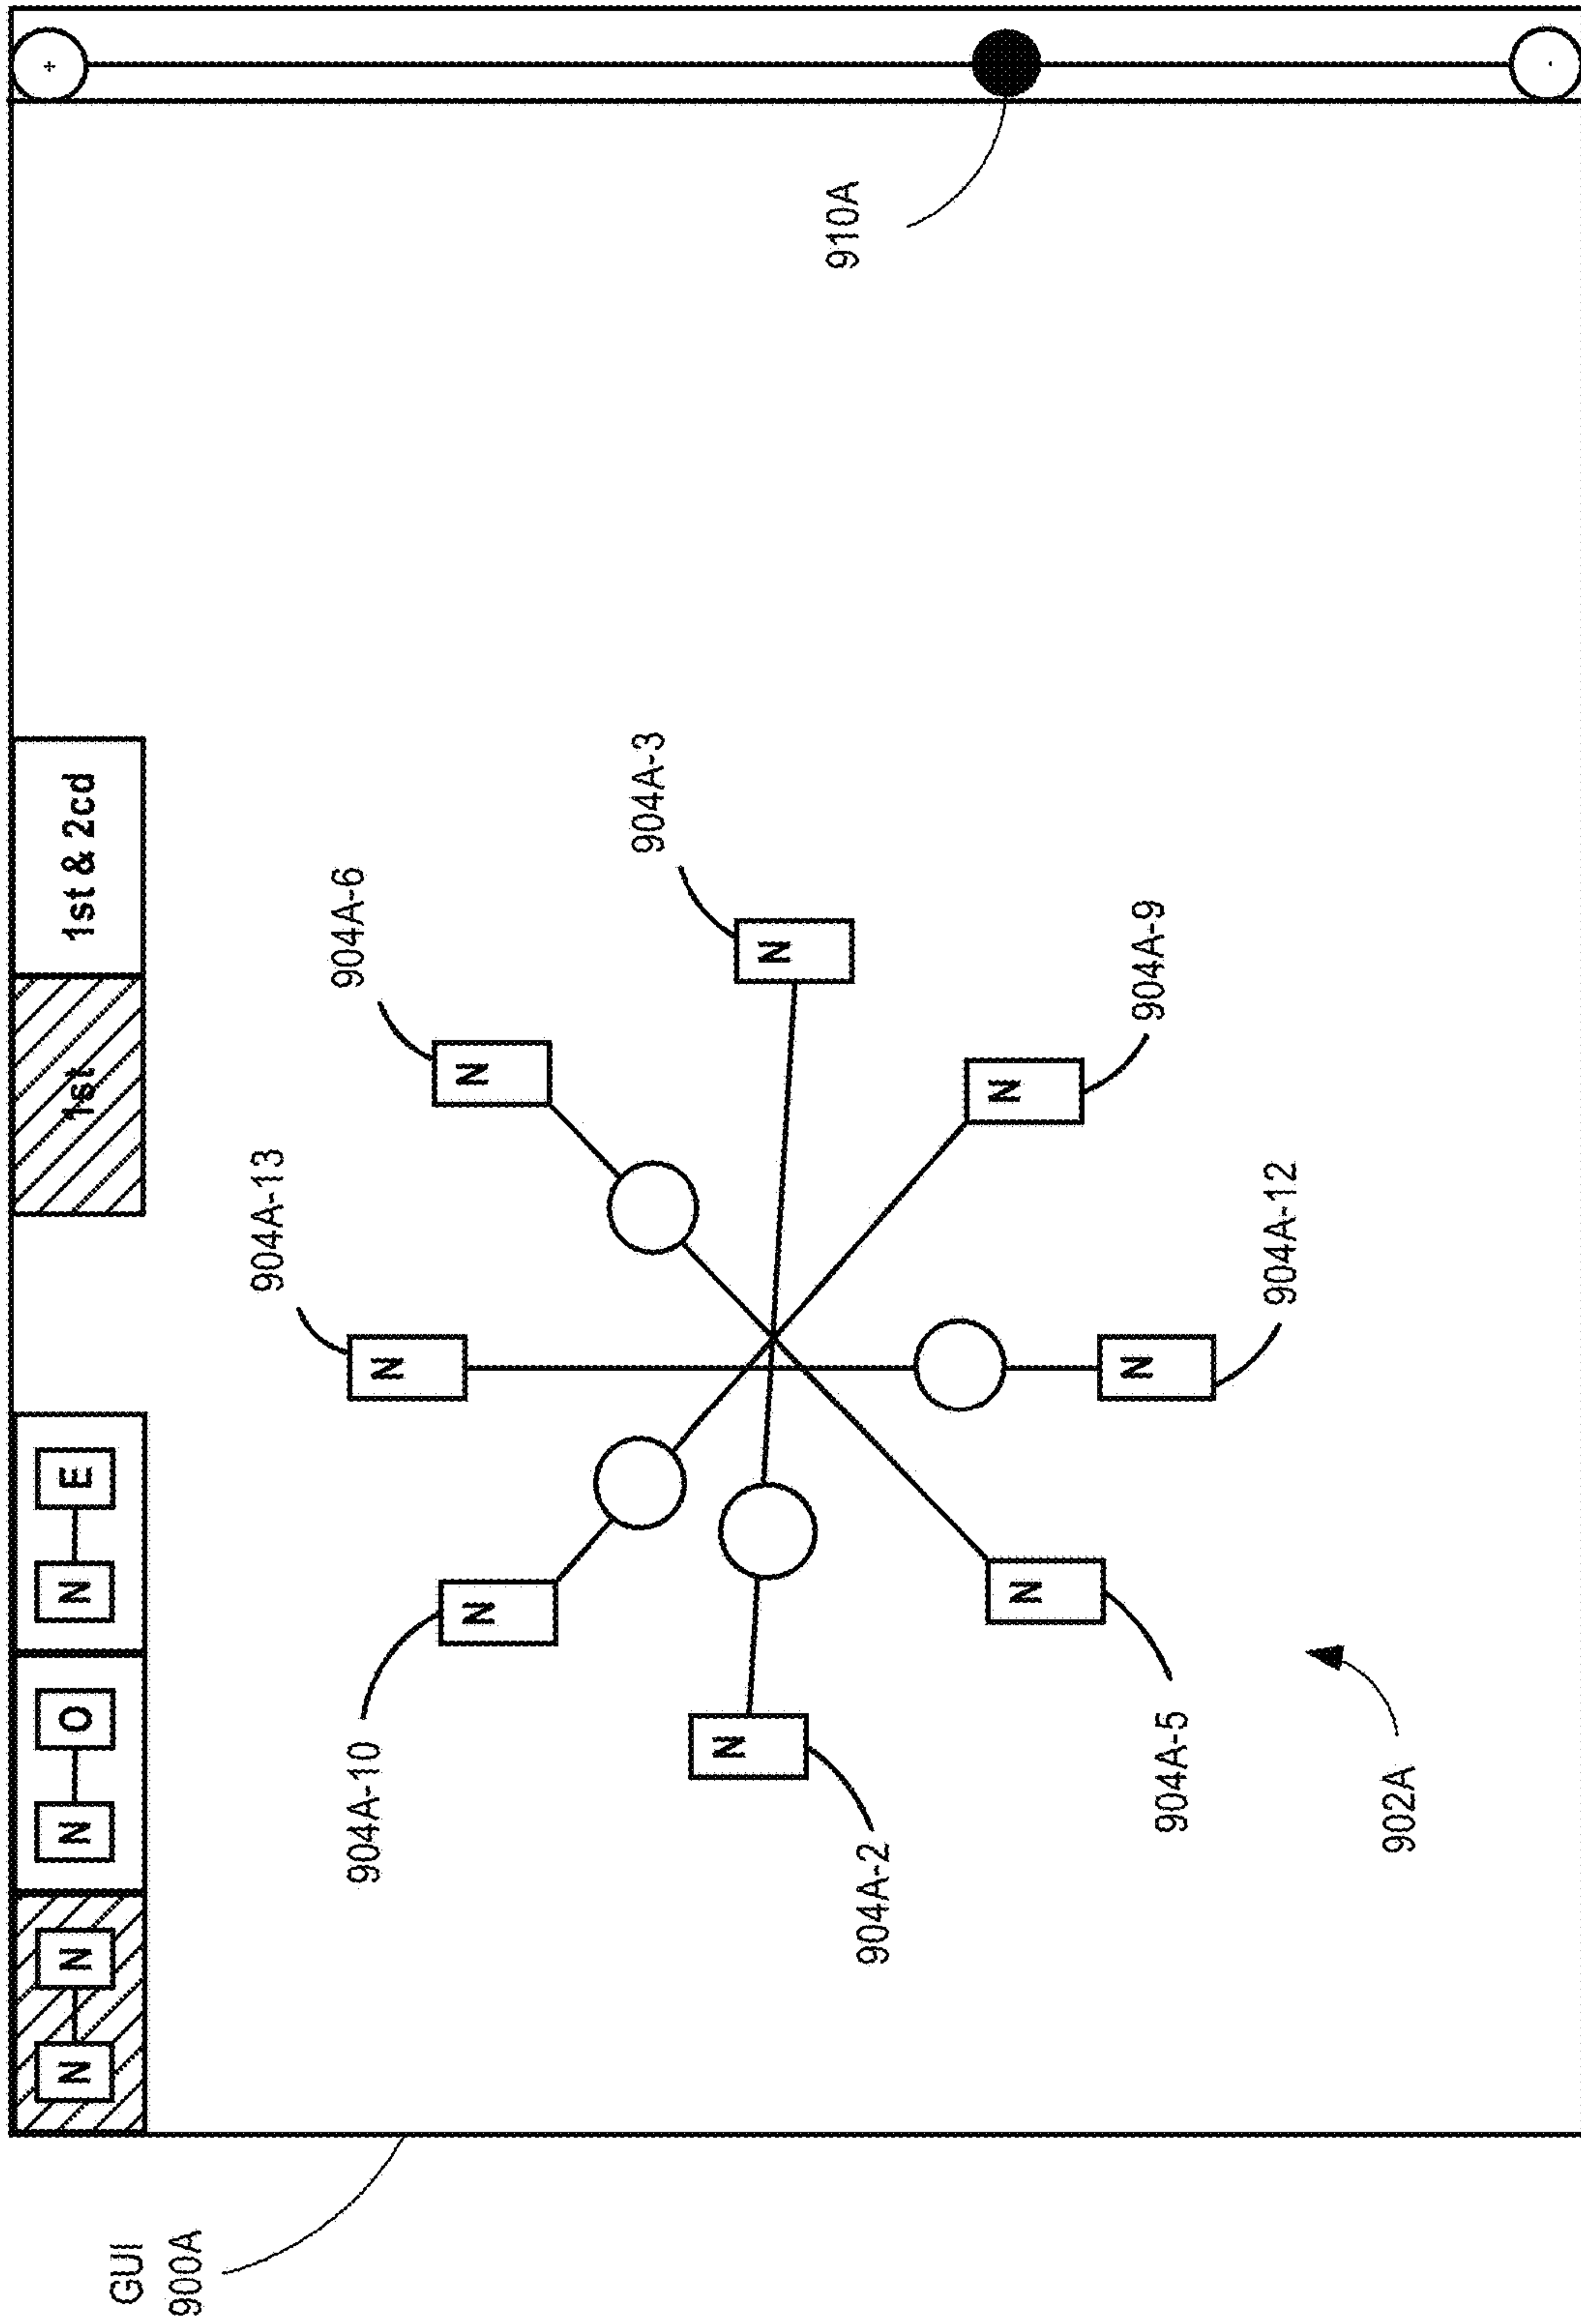 +
N N N O N E 1st 1st & 2cd
GUI
900A
904A-13
904A-6
904A-10
N
N
N
904A-3
N
N
910A
904A-2
N
N
N
904A-9
904A-5
904A-12
902A
-